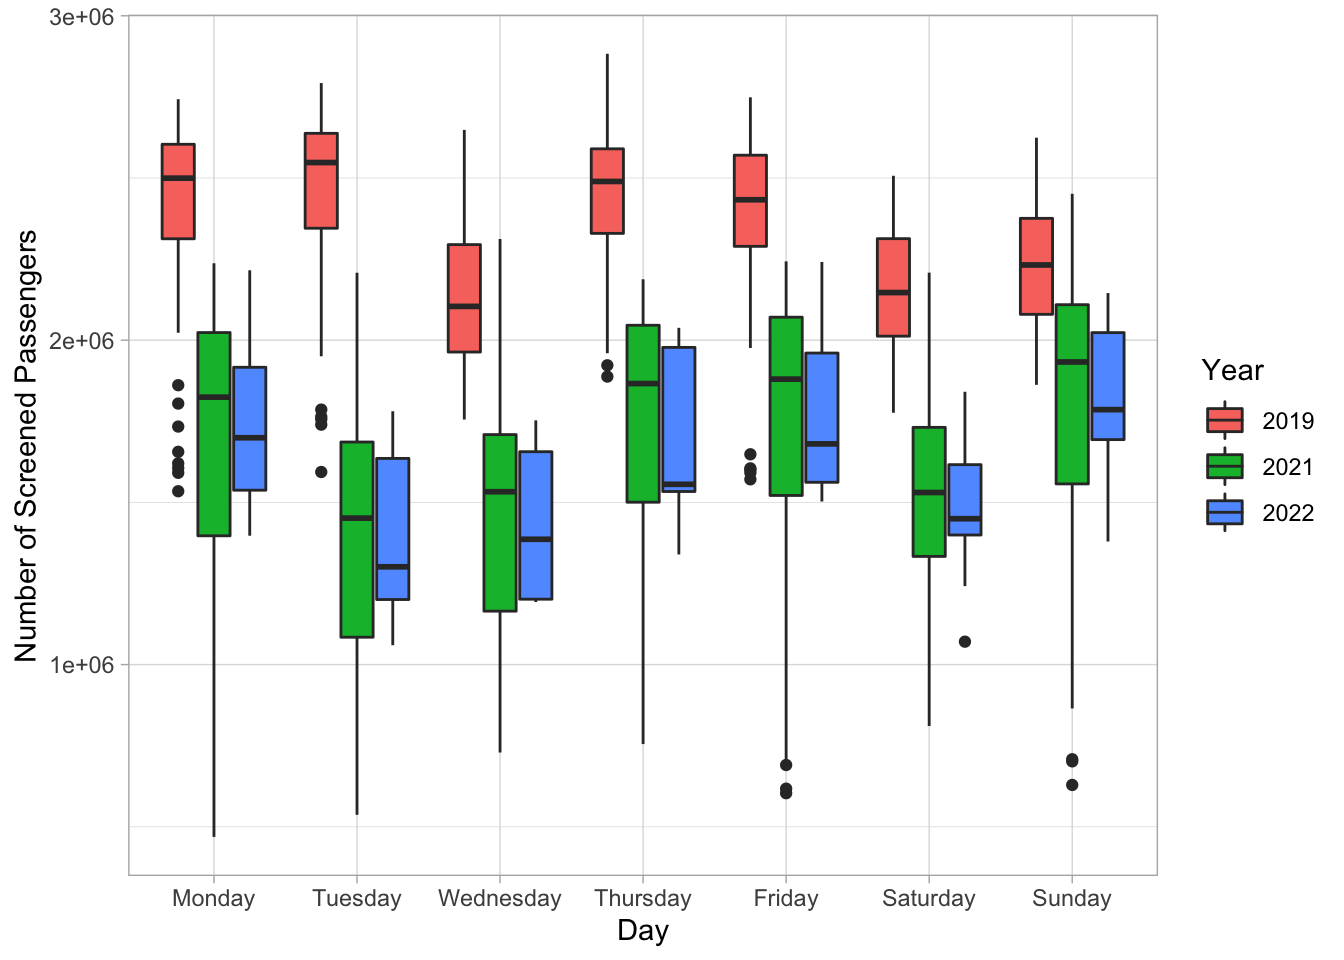 Number of Screened Passengers
3e+06
2e+06
1e+06
Monday
Tuesday
Wednesday
Thursday
Friday
Saturday
Sunday
Day
Year
2019
2021
2022